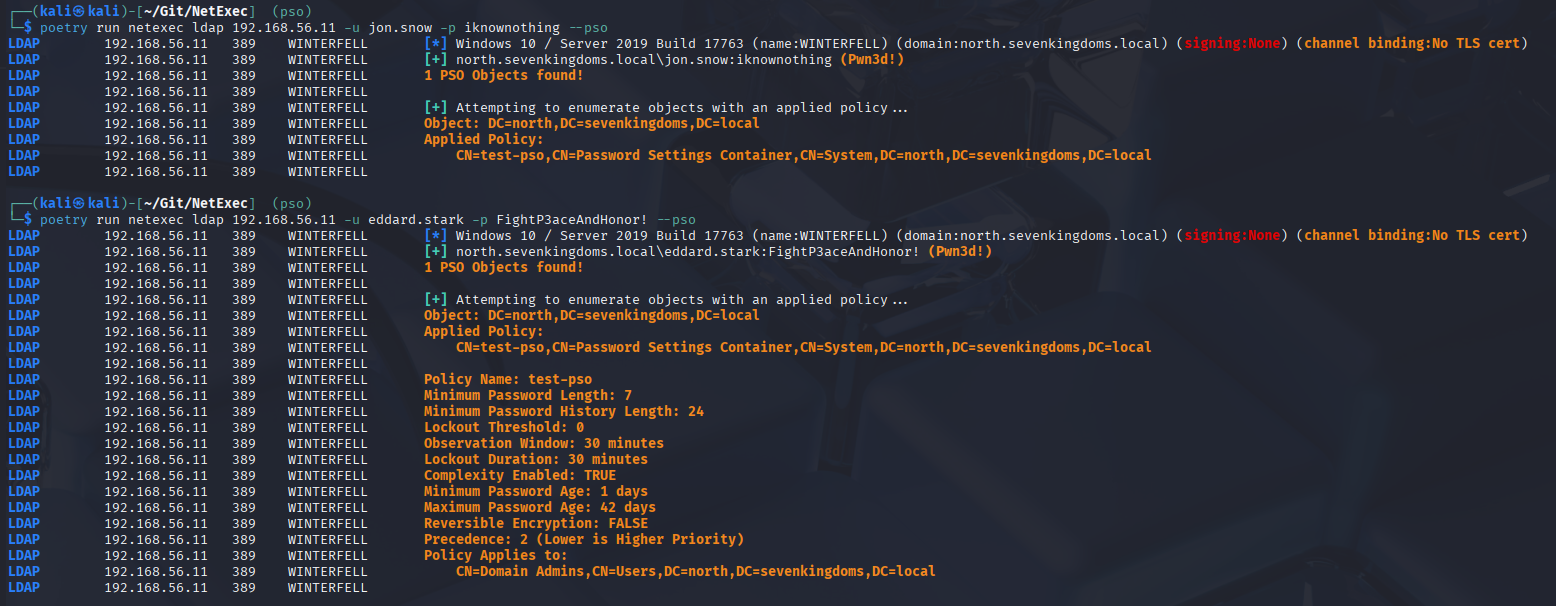 ┌──(kali㉿kali)-[~/Git/NetExec] (pso)
└─$ poetry run netexec ldap 192.168.56.11 -u jon.snow -p iknownothing --pso
LDAP 192.168.56.11 389 WINTERFELL [*] Windows 10 / Server 2019 Build 17763 (name:WINTERFELL) (domain:north.sevenkingdoms.local) (signing:None) (channel binding:No TLS cert)
LDAP 192.168.56.11 389 WINTERFELL [+] north.sevenkingdoms.local\jon.snow:iknownothing (Pwn3d!)
LDAP 192.168.56.11 389 WINTERFELL 1 PSO Objects found!
LDAP 192.168.56.11 389 WINTERFELL
LDAP 192.168.56.11 389 WINTERFELL [+] Attempting to enumerate objects with an applied policy...
LDAP 192.168.56.11 389 WINTERFELL Object: DC=north,DC=sevenkingdoms,DC=local
LDAP 192.168.56.11 389 WINTERFELL Applied Policy:
LDAP 192.168.56.11 389 WINTERFELL CN=test-pso,CN=Password Settings Container,CN=System,DC=north,DC=sevenkingdoms,DC=local
LDAP 192.168.56.11 389 WINTERFELL
┌──(kali㉿kali)-[~/Git/NetExec] (pso)
└─$ poetry run netexec ldap 192.168.56.11 -u eddard.stark -p FightP3aceAndHonor! --pso
LDAP 192.168.56.11 389 WINTERFELL [*] Windows 10 / Server 2019 Build 17763 (name:WINTERFELL) (domain:north.sevenkingdoms.local) (signing:None) (channel binding:No TLS cert)
LDAP 192.168.56.11 389 WINTERFELL [+] north.sevenkingdoms.local\eddard.stark:FightP3aceAndHonor! (Pwn3d!)
LDAP 192.168.56.11 389 WINTERFELL 1 PSO Objects found!
LDAP 192.168.56.11 389 WINTERFELL
LDAP 192.168.56.11 389 WINTERFELL [+] Attempting to enumerate objects with an applied policy...
LDAP 192.168.56.11 389 WINTERFELL Object: DC=north,DC=sevenkingdoms,DC=local
LDAP 192.168.56.11 389 WINTERFELL Applied Policy:
LDAP 192.168.56.11 389 WINTERFELL CN=test-pso,CN=Password Settings Container,CN=System,DC=north,DC=sevenkingdoms,DC=local
LDAP 192.168.56.11 389 WINTERFELL
LDAP 192.168.56.11 389 WINTERFELL Policy Name: test-pso
LDAP 192.168.56.11 389 WINTERFELL Minimum Password Length: 7
LDAP 192.168.56.11 389 WINTERFELL Minimum Password History Length: 24
LDAP 192.168.56.11 389 WINTERFELL Lockout Threshold: 0
LDAP 192.168.56.11 389 WINTERFELL Observation Window: 30 minutes
LDAP 192.168.56.11 389 WINTERFELL Lockout Duration: 30 minutes
LDAP 192.168.56.11 389 WINTERFELL Complexity Enabled: TRUE
LDAP 192.168.56.11 389 WINTERFELL Minimum Password Age: 1 days
LDAP 192.168.56.11 389 WINTERFELL Maximum Password Age: 42 days
LDAP 192.168.56.11 389 WINTERFELL Reversible Encryption: FALSE
LDAP 192.168.56.11 389 WINTERFELL Precedence: 2 (Lower is Higher Priority)
LDAP 192.168.56.11 389 WINTERFELL Policy Applies to:
LDAP 192.168.56.11 389 WINTERFELL CN=Domain Admins,CN=Users,DC=north,DC=sevenkingdoms,DC=local
LDAP 192.168.56.11 389 WINTERFELL